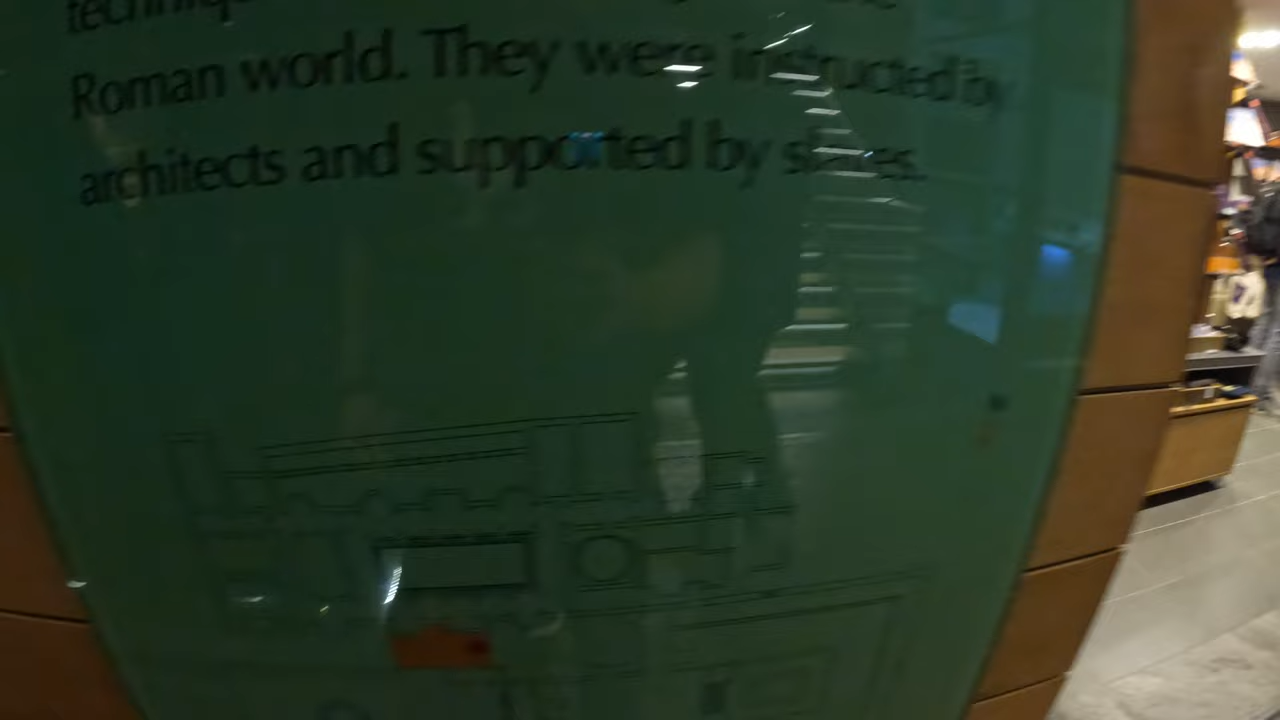 Roman world. They were instructed by
architects and supported by slaves.